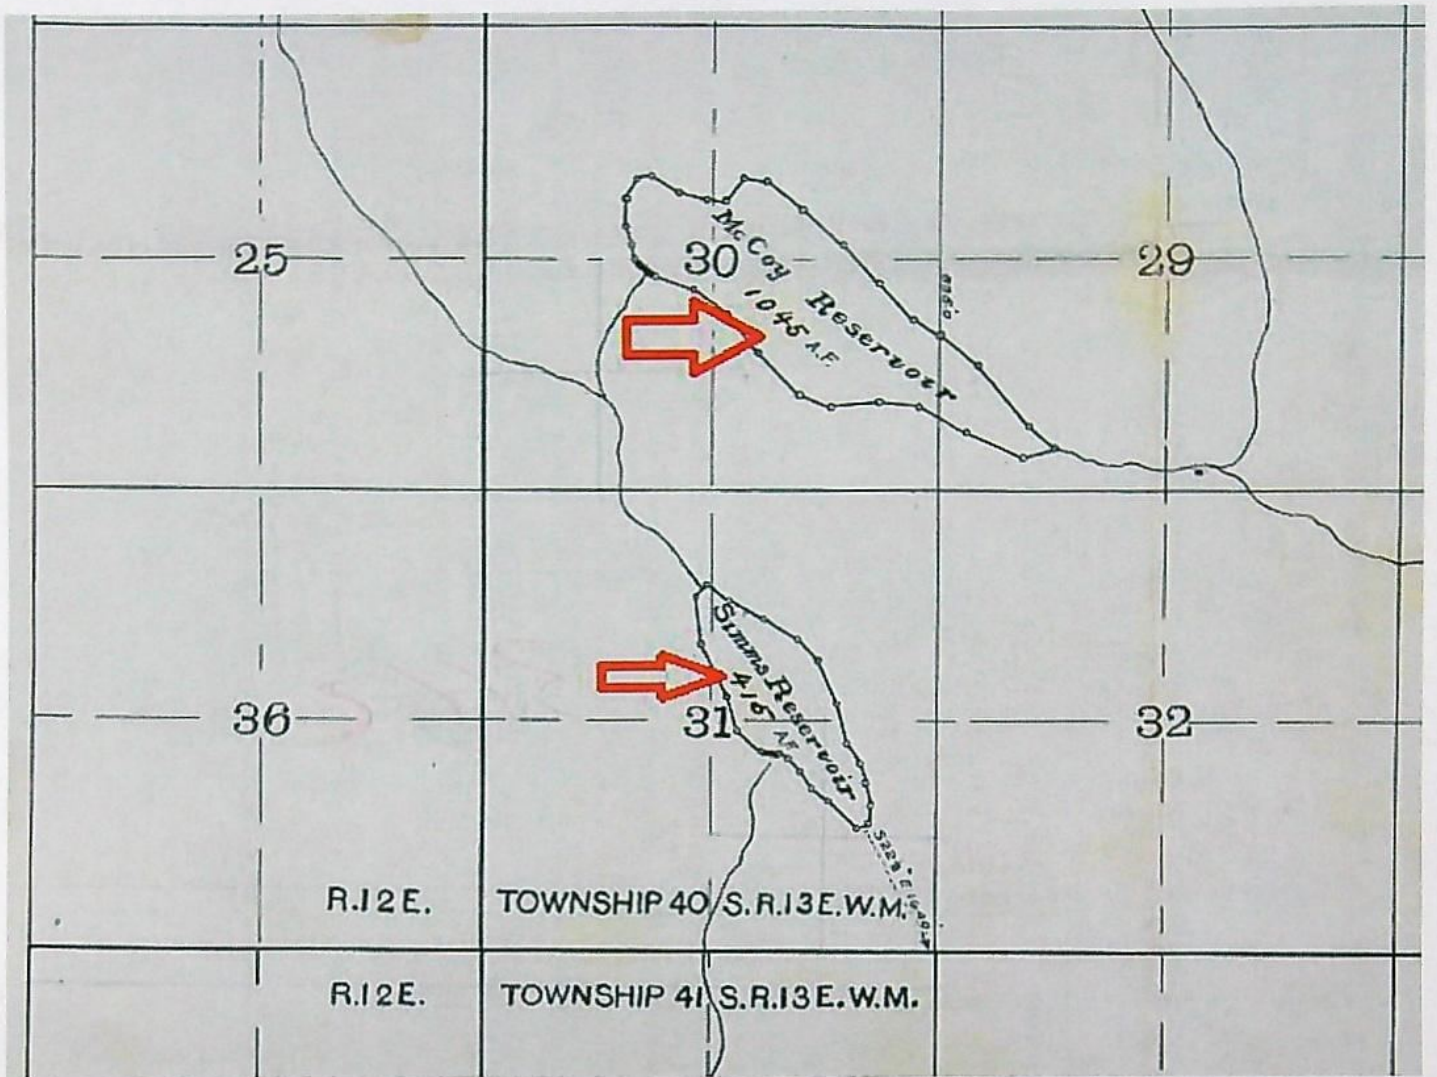 25
30
29
McCoy Reservoir
1045 A.F.
36
31
32
Simms Reservoir
415 A.F.
R.12E.
TOWNSHIP 40 S.R.13E.W.M.
R.12E.
TOWNSHIP 41 S.R.13E.W.M.